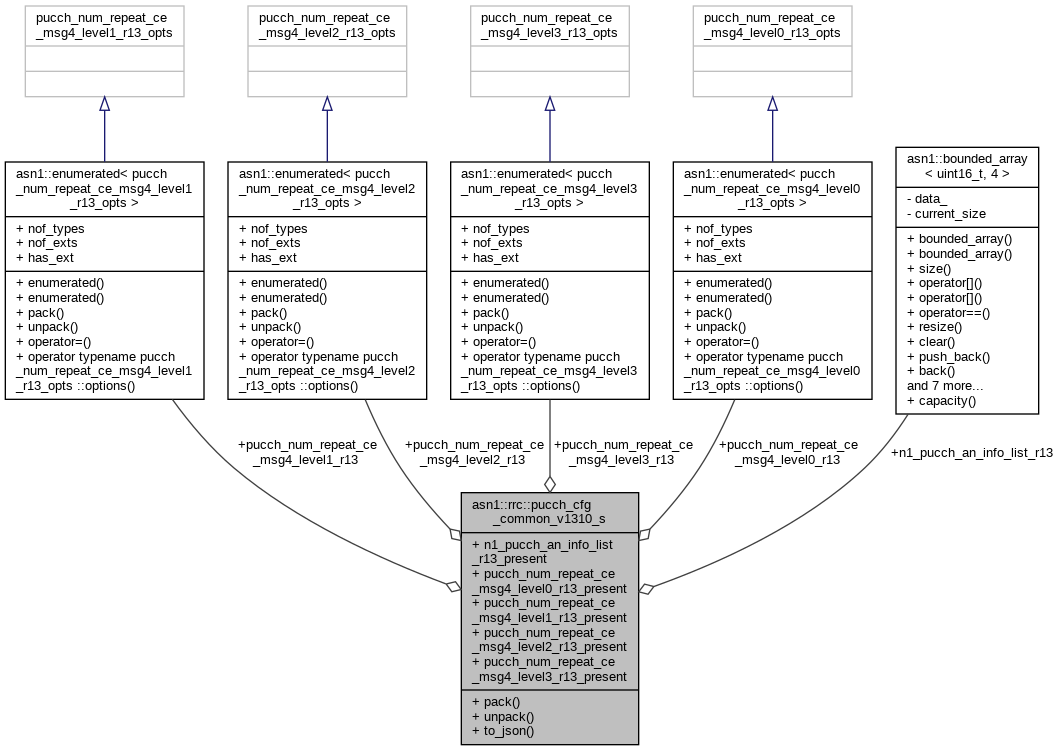 pucch_num_repeat_ce
_msg4_level1_r13_opts
pucch_num_repeat_ce
_msg4_level2_r13_opts
pucch_num_repeat_ce
_msg4_level3_r13_opts
pucch_num_repeat_ce
_msg4_level0_r13_opts
asn1::enumerated< pucch
_num_repeat_ce_msg4_level1
_r13_opts >
+ nof_types
+ nof_exts
+ has_ext
+ enumerated()
+ enumerated()
+ pack()
+ unpack()
+ operator=()
+ operator typename pucch
_num_repeat_ce_msg4_level1
_r13_opts ::options()
asn1::enumerated< pucch
_num_repeat_ce_msg4_level2
_r13_opts >
+ nof_types
+ nof_exts
+ has_ext
+ enumerated()
+ enumerated()
+ pack()
+ unpack()
+ operator=()
+ operator typename pucch
_num_repeat_ce_msg4_level2
_r13_opts ::options()
asn1::enumerated< pucch
_num_repeat_ce_msg4_level3
_r13_opts >
+ nof_types
+ nof_exts
+ has_ext
+ enumerated()
+ enumerated()
+ pack()
+ unpack()
+ operator=()
+ operator typename pucch
_num_repeat_ce_msg4_level3
_r13_opts ::options()
asn1::enumerated< pucch
_num_repeat_ce_msg4_level0
_r13_opts >
+ nof_types
+ nof_exts
+ has_ext
+ enumerated()
+ enumerated()
+ pack()
+ unpack()
+ operator=()
+ operator typename pucch
_num_repeat_ce_msg4_level0
_r13_opts ::options()
asn1::bounded_array
< uint16_t, 4 >
- data_
- current_size
+ bounded_array()
+ bounded_array()
+ size()
+ operator[]()
+ operator[]()
+ operator==()
+ resize()
+ clear()
+ push_back()
+ back()
and 7 more...
+ capacity()
+pucch_num_repeat_ce
_msg4_level1_r13
+pucch_num_repeat_ce
_msg4_level2_r13
+pucch_num_repeat_ce
_msg4_level3_r13
+pucch_num_repeat_ce
_msg4_level0_r13
+n1_pucch_an_info_list_r13
asn1::rrc::pucch_cfg
_common_v1310_s
+ n1_pucch_an_info_list
_r13_present
+ pucch_num_repeat_ce
_msg4_level0_r13_present
+ pucch_num_repeat_ce
_msg4_level1_r13_present
+ pucch_num_repeat_ce
_msg4_level2_r13_present
+ pucch_num_repeat_ce
_msg4_level3_r13_present
+ pack()
+ unpack()
+ to_json()